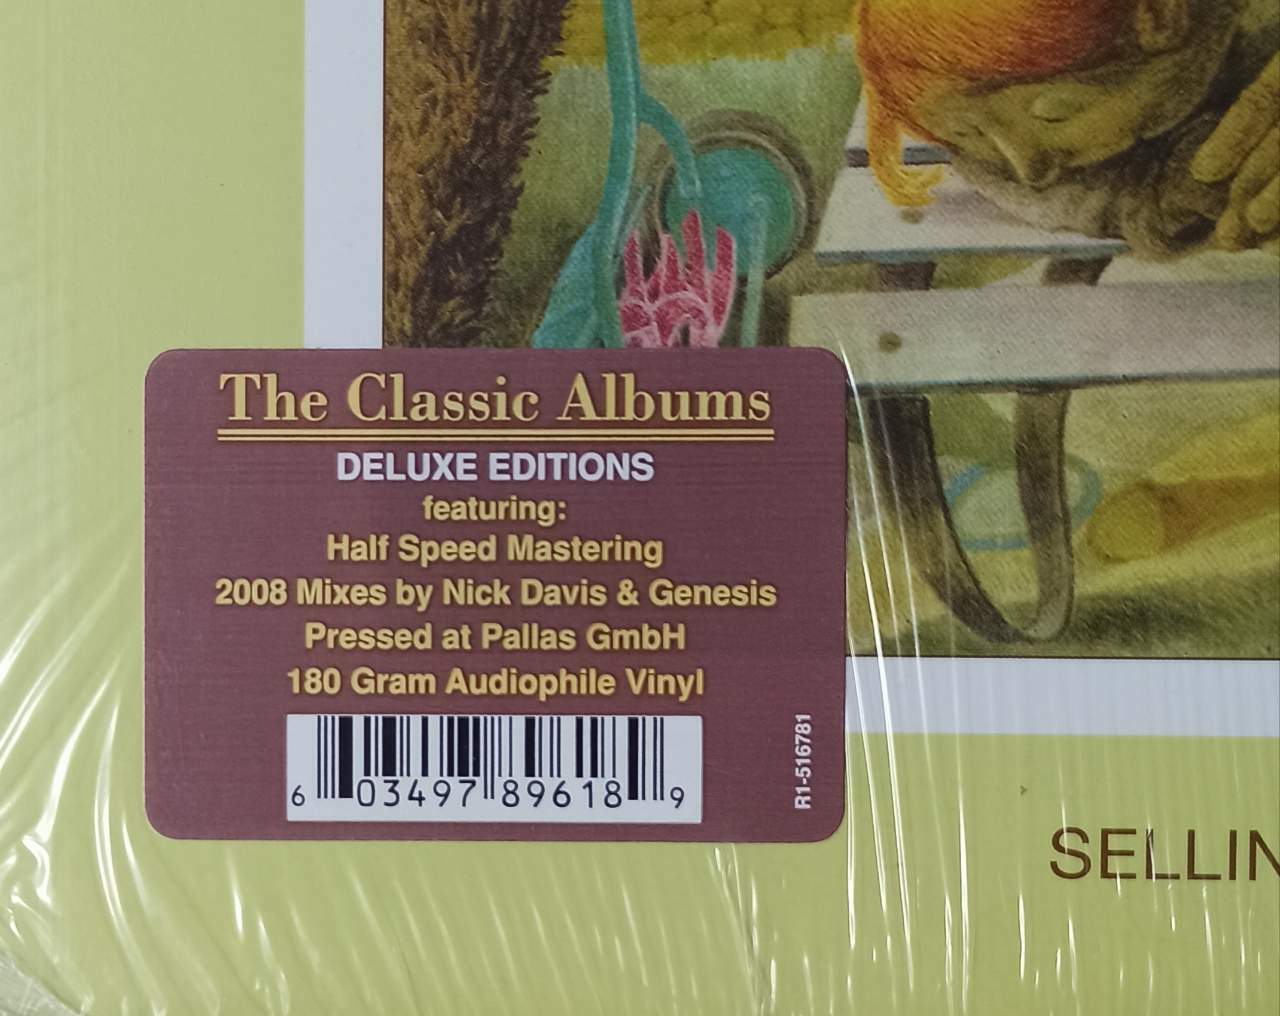 The Classic Albums
DELUXE EDITIONS
featuring:
Half Speed Mastering
2008 Mixes by Nick Davis & Genesis
Pressed at Pallas GmbH
180 Gram Audiophile Vinyl
6 03497 89618 9
R1-516781
SELLIN